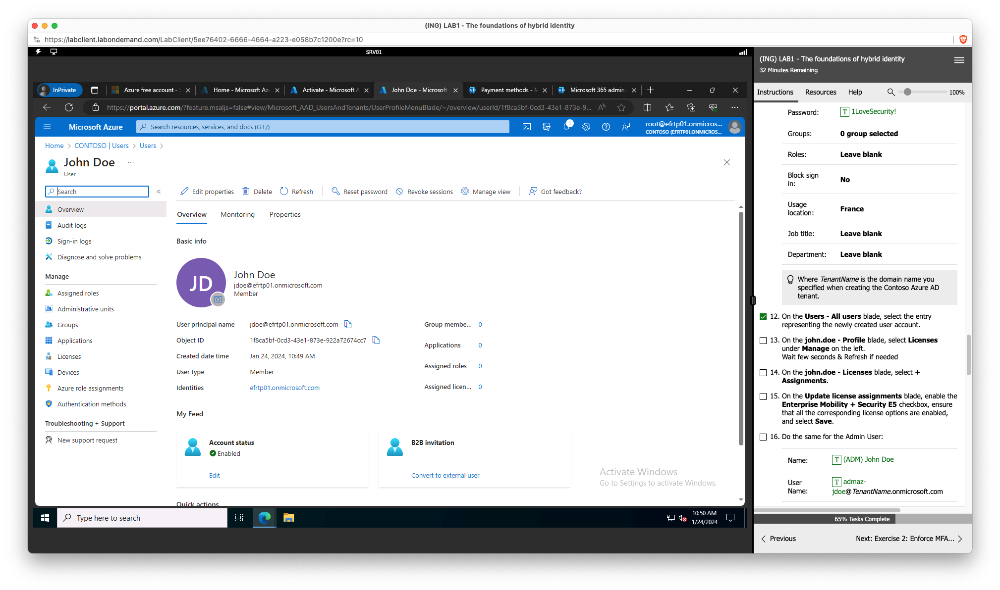 (ING) LAB1 - The foundations of hybrid identity
https://labclient.labondemand.com/LabClient/5ee76402-6666-4664-a223-e058b7c1200e?rc=10
SRV01
InPrivate
Azure free account -
Home - Microsoft Az
Activate - Microsoft A
John Doe - Microsoft
Payment methods - M
Microsoft 365 admin
https://portal.azure.com/?feature.msaljs=false#view/Microsoft_AAD_UsersAndTenants/UserProfileMenuBlade/~/overview/userId/1f8ca5bf-0cd3-43e1-873e-9...
Microsoft Azure
Search resources, services, and docs (G+/)
1
root@efrtp01.onmicros...
CONTOSO (EFRTP01.ONMICROS...
Home > CONTOSO | Users > Users >
John Doe ...
User
Search
«
Overview
Audit logs
Sign-in logs
Diagnose and solve problems
Manage
Assigned roles
Administrative units
Groups
Applications
Licenses
Devices
Azure role assignments
Authentication methods
Troubleshooting + Support
New support request
Edit properties
Delete
Refresh
Reset password
Revoke sessions
Manage view
Got feedback?
Overview
Monitoring
Properties
Basic info
JD
John Doe
jdoe@efrtp01.onmicrosoft.com
Member
User principal name jdoe@efrtp01.onmicrosoft.com
Object ID 1f8ca5bf-0cd3-43e1-873e-922a72674cc7
Created date time Jan 24, 2024, 10:49 AM
User type Member
Identities efrtp01.onmicrosoft.com
Group membe... 0
Applications 0
Assigned roles 0
Assigned licen... 0
My Feed
Account status
Enabled
Edit
B2B invitation
Convert to external user
Quick actions
Activate Windows
Go to Settings to activate Windows.
Type here to search
10:50 AM
1/24/2024
(ING) LAB1 - The foundations of hybrid identity
32 Minutes Remaining
Instructions
Resources
Help
100%
Password: T 1LoveSecurity!
Groups: 0 group selected
Roles: Leave blank
Block sign
in: No
Usage
location: France
Job title: Leave blank
Department: Leave blank
Where TenantName is the domain name you
specified when creating the Contoso Azure AD
tenant.
12. On the Users - All users blade, select the entry
representing the newly created user account.
13. On the john.doe - Profile blade, select Licenses
under Manage on the left.
Wait few seconds & Refresh if needed
14. On the john.doe - Licenses blade, select +
Assignments.
15. On the Update license assignments blade, enable the
Enterprise Mobility + Security E5 checkbox, ensure
that all the corresponding license options are enabled,
and select Save.
16. Do the same for the Admin User:
Name: T (ADM) John Doe
User
Name: T admaz-
jdoe@TenantName.onmicrosoft.com
65% Tasks Complete
Previous
Next: Exercise 2: Enforce MFA...